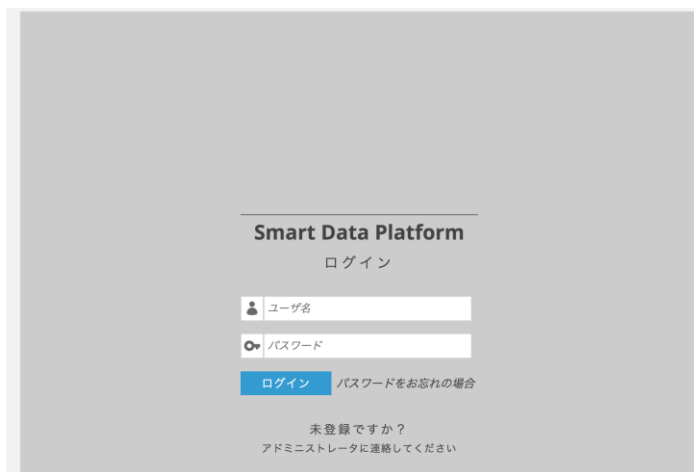 Smart Data Platform
ログイン
ユーザ名
パスワード
ログイン パスワードをお忘れの場合
未登録ですか？
アドミニストレータに連絡してください